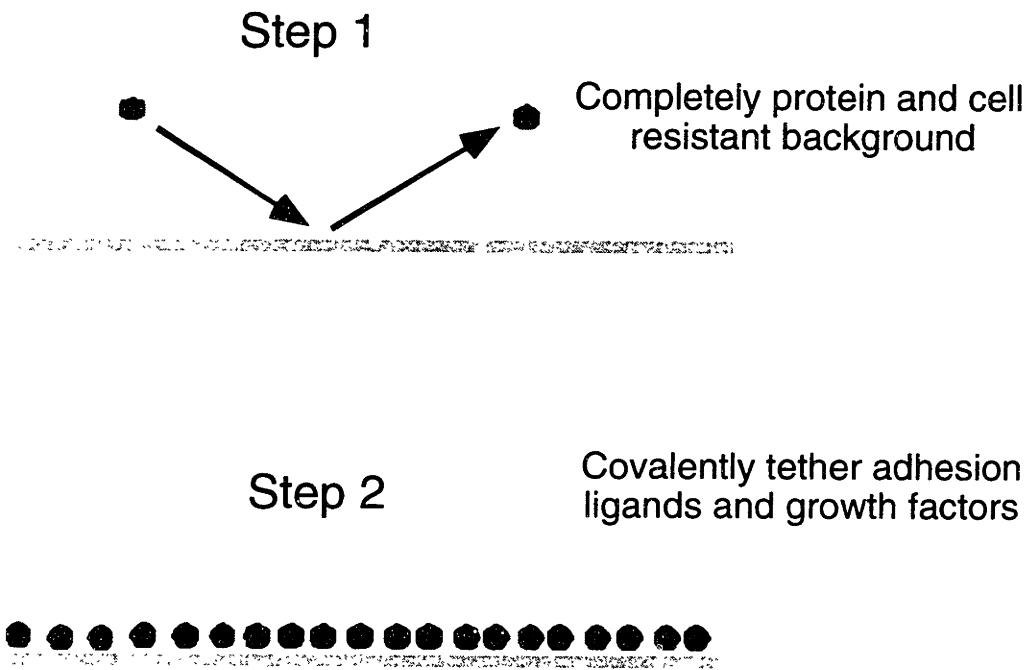 Step 1
Completely protein and cell
resistant background
Step 2
Covalently tether adhesion
ligands and growth factors